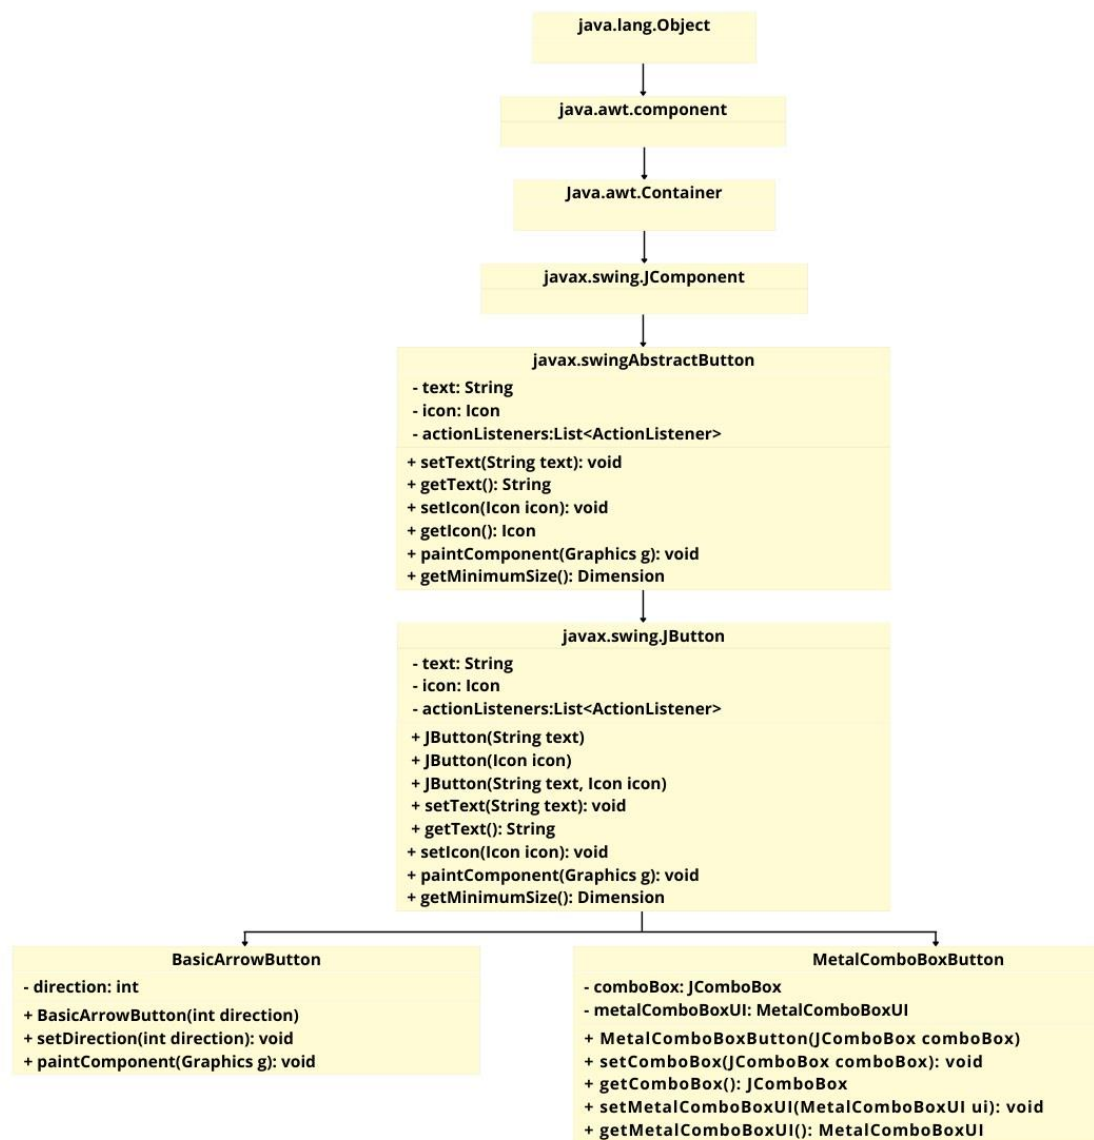 java.lang.Object
java.awt.component
Java.awt.Container
javax.swing.JComponent
javax.swingAbstractButton
- text: String
- icon: Icon
- actionListeners:List<ActionListener>
+ setText(String text): void
+ getText(): String
+ setIcon(Icon icon): void
+ getIcon(): Icon
+ paintComponent(Graphics g): void
+ getMinimumSize(): Dimension
javax.swing.JButton
- text: String
- icon: Icon
- actionListeners:List<ActionListener>
+ JButton(String text)
+ JButton(Icon icon)
+ JButton(String text, Icon icon)
+ setText(String text): void
+ getText(): String
+ setIcon(Icon icon): void
+ paintComponent(Graphics g): void
+ getMinimumSize(): Dimension
BasicArrowButton
- direction: int
+ BasicArrowButton(int direction)
+ setDirection(int direction): void
+ paintComponent(Graphics g): void
MetalComboBoxButton
- comboBox: JComboBox
- metalComboBoxUI: MetalComboBoxUI
+ MetalComboBoxButton(JComboBox comboBox)
+ setComboBox(JComboBox comboBox): void
+ getComboBox(): JComboBox
+ setMetalComboBoxUI(MetalComboBoxUI ui): void
+ getMetalComboBoxUI(): MetalComboBoxUI